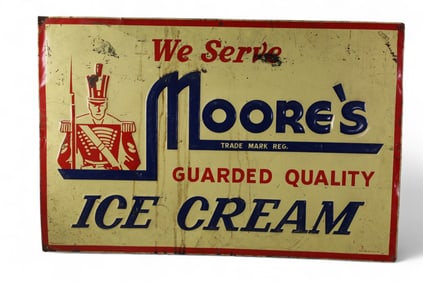 We Serve
MOORE'S
TRADE MARK REG.
GUARDED QUALITY
ICE CREAM